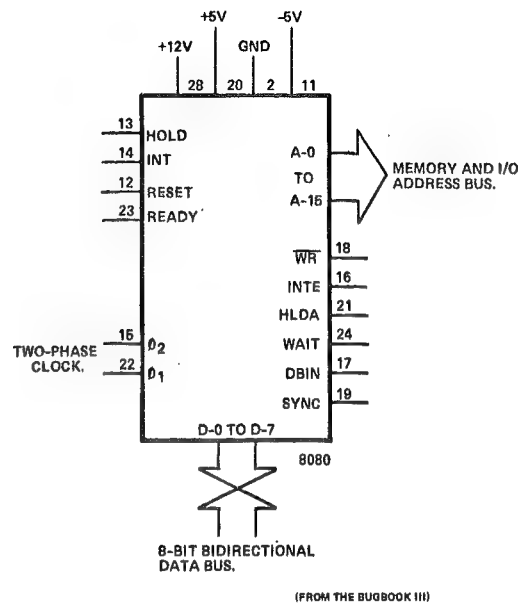 +5V -5V
+12V GND
28 20 2 11
13 HOLD
14 INT
12 RESET
23 READY
A-0
TO
A-15
MEMORY AND I/O
ADDRESS BUS.
WR 18
INTE 16
HLDA 21
WAIT 24
DBIN 17
SYNC 19
TWO-PHASE
CLOCK.
15 ϕ2
22 ϕ1
D-0 TO D-7
8080
8-BIT BIDIRECTIONAL
DATA BUS.
(FROM THE BUGBOOK III)